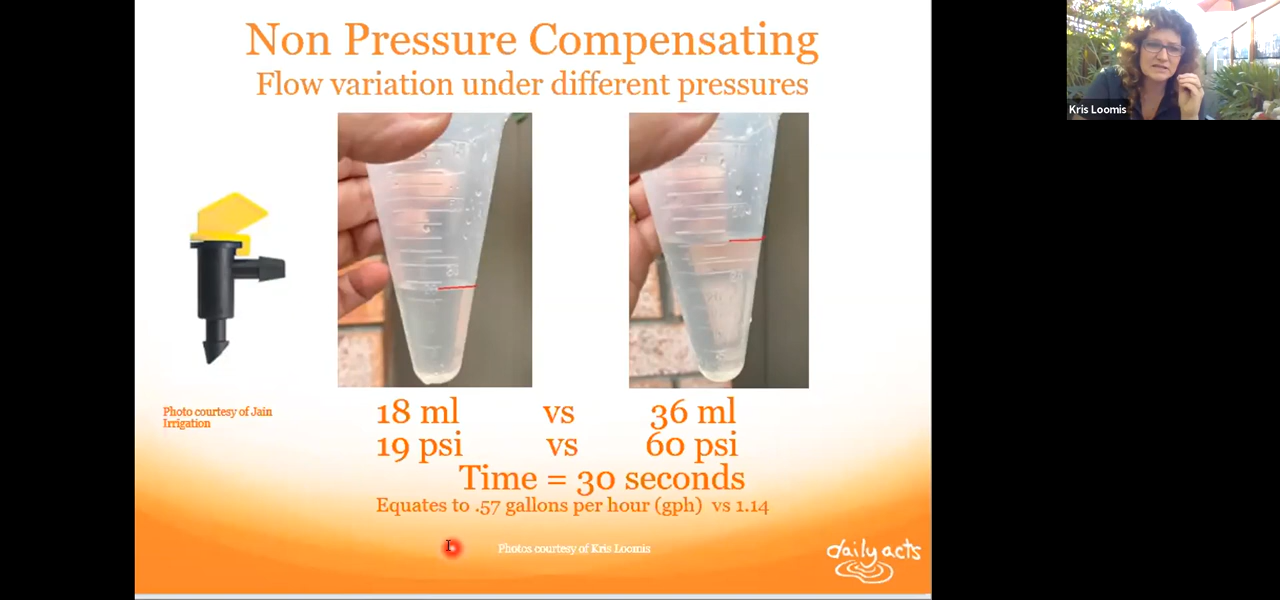 Non Pressure Compensating
Flow variation under different pressures
Kris Loomis
Photo courtesy of Jain
Irrigation
18 ml vs 36 ml
19 psi vs 60 psi
Time = 30 seconds
Equates to .57 gallons per hour (gph) vs 1.14
Photos courtesy of Kris Loomis
daily acts